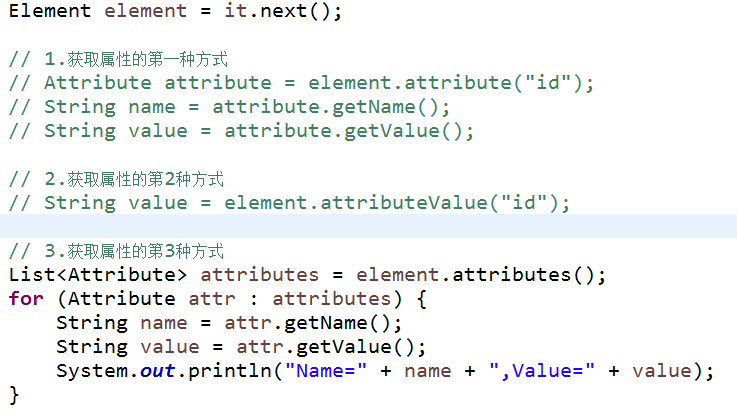 Element element = it.next();
// 1.获取属性的第一种方式
// Attribute attribute = element.attribute("id");
// String name = attribute.getName();
// String value = attribute.getValue();
// 2.获取属性的第2种方式
// String value = element.attributeValue("id");
// 3.获取属性的第3种方式
List<Attribute> attributes = element.attributes();
for (Attribute attr : attributes) {
    String name = attr.getName();
    String value = attr.getValue();
    System.out.println("Name=" + name + ",Value=" + value);
}